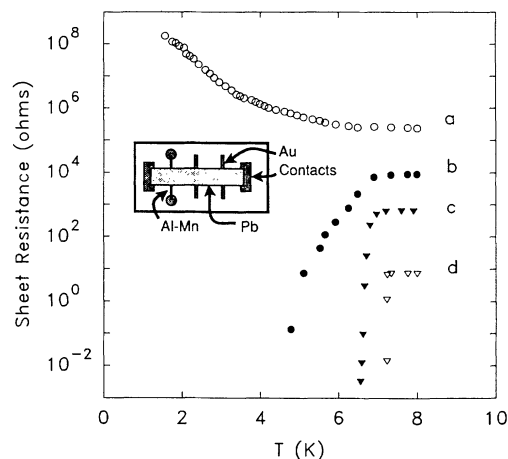 Sheet Resistance (ohms)
10^8
10^6
10^4
10^2
10^0
10^-2
a
b
c
d
Au
Contacts
Al-Mn
Pb
0
2
4
6
8
10
T (K)